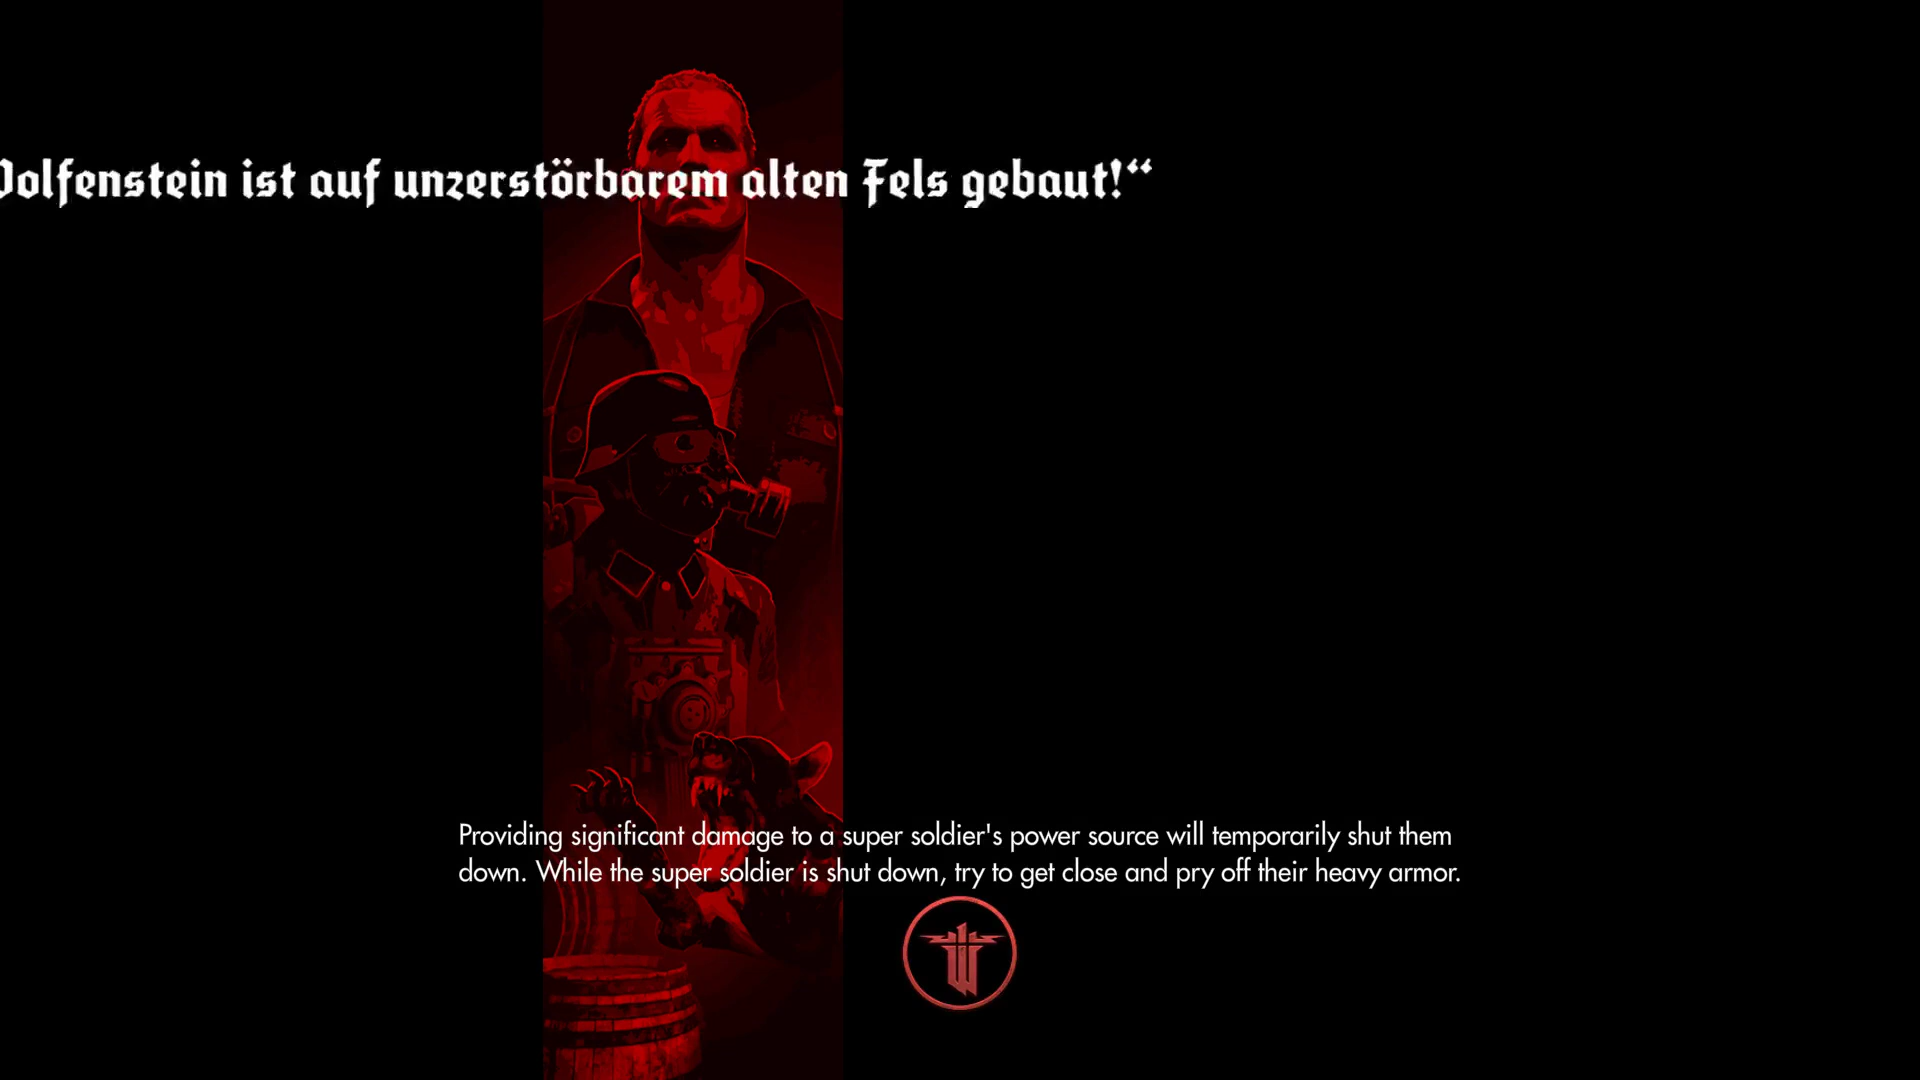 olfenstein ist auf unzerstörbarem alten Fels gebaut!“
Providing significant damage to a super soldier's power source will temporarily shut them
down. While the super soldier is shut down, try to get close and pry off their heavy armor.